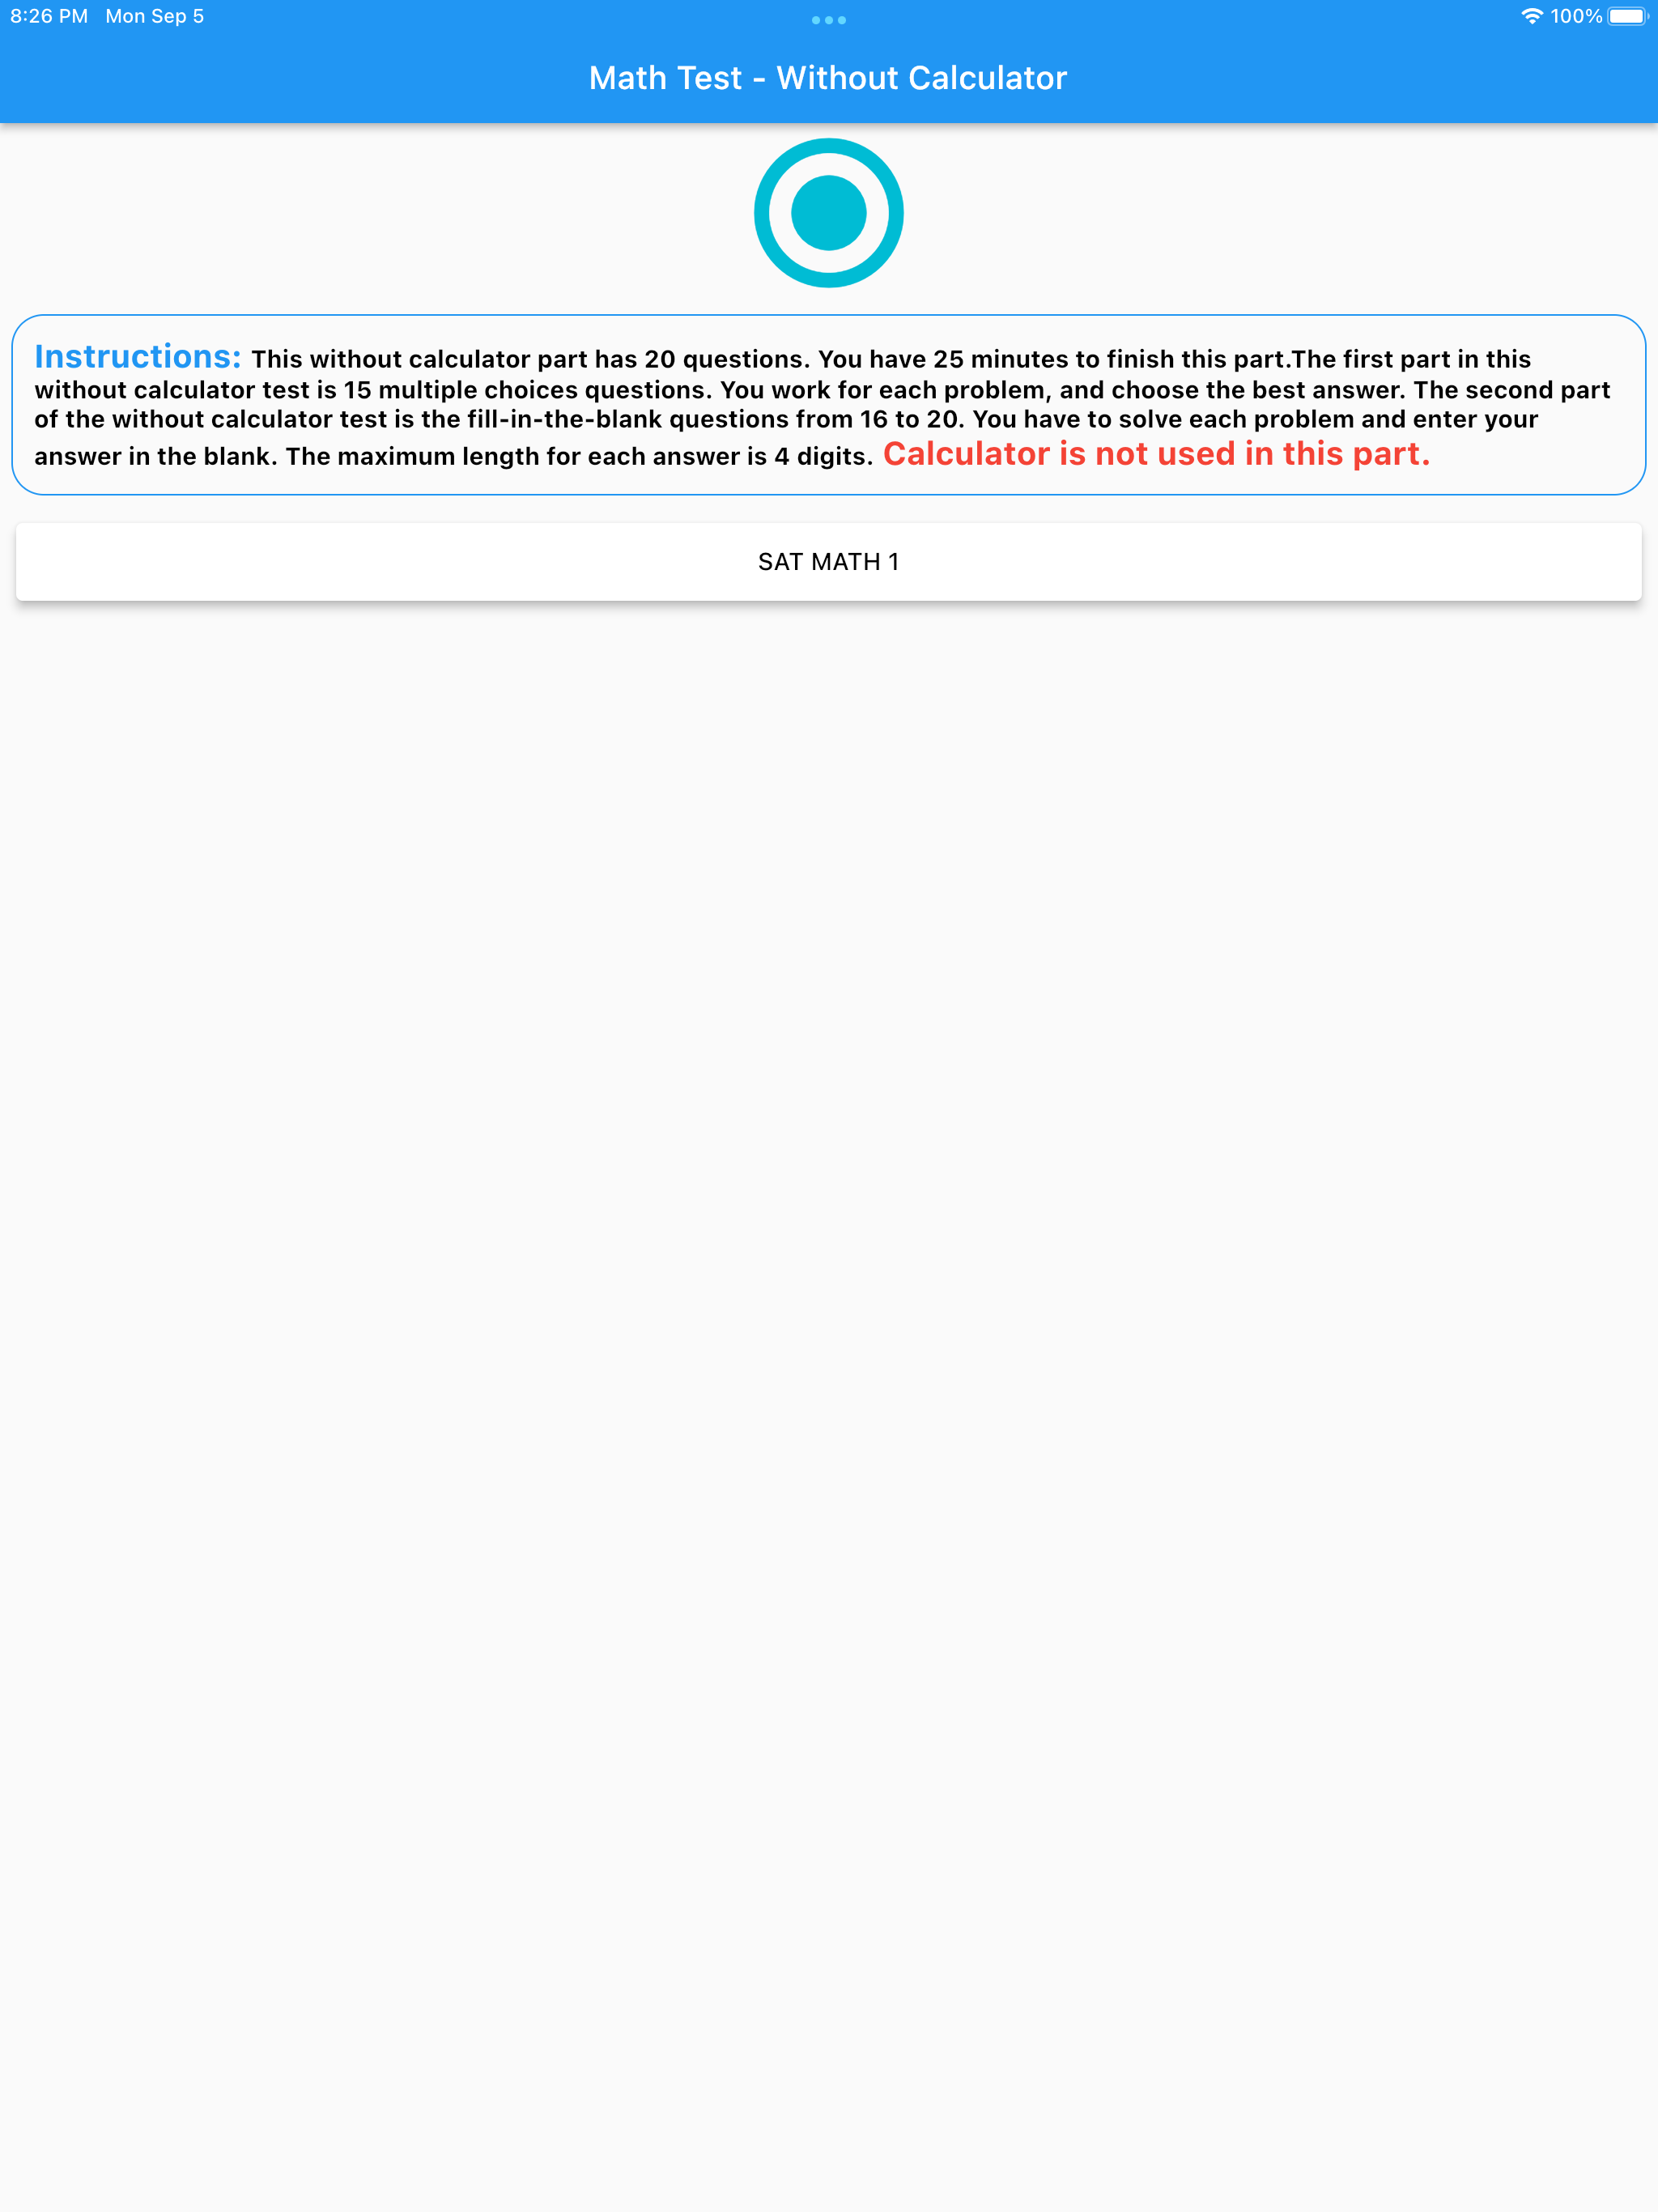 8:26 PM Mon Sep 5
100%
Math Test - Without Calculator
Instructions: This without calculator part has 20 questions. You have 25 minutes to finish this part.The first part in this
without calculator test is 15 multiple choices questions. You work for each problem, and choose the best answer. The second part
of the without calculator test is the fill-in-the-blank questions from 16 to 20. You have to solve each problem and enter your
answer in the blank. The maximum length for each answer is 4 digits. Calculator is not used in this part.
SAT MATH 1